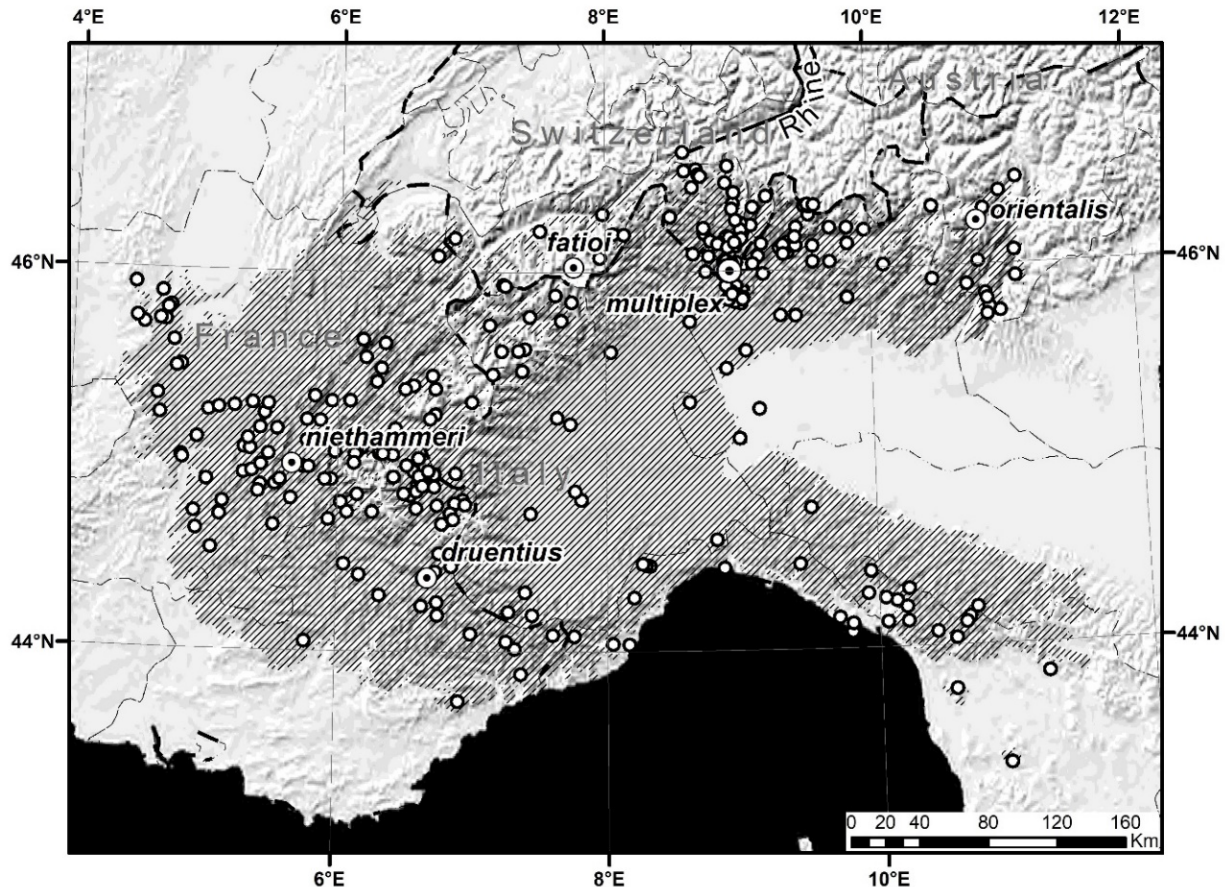 4°E 6°E 8°E 10°E 12°E
Austria
Rhine
Switzerland
orientalis
fatioi
46°N 46°N
multiplex
France
niethammeri
Italy
druentius
44°N 44°N
0 20 40 80 120 160
Km
6°E 8°E 10°E